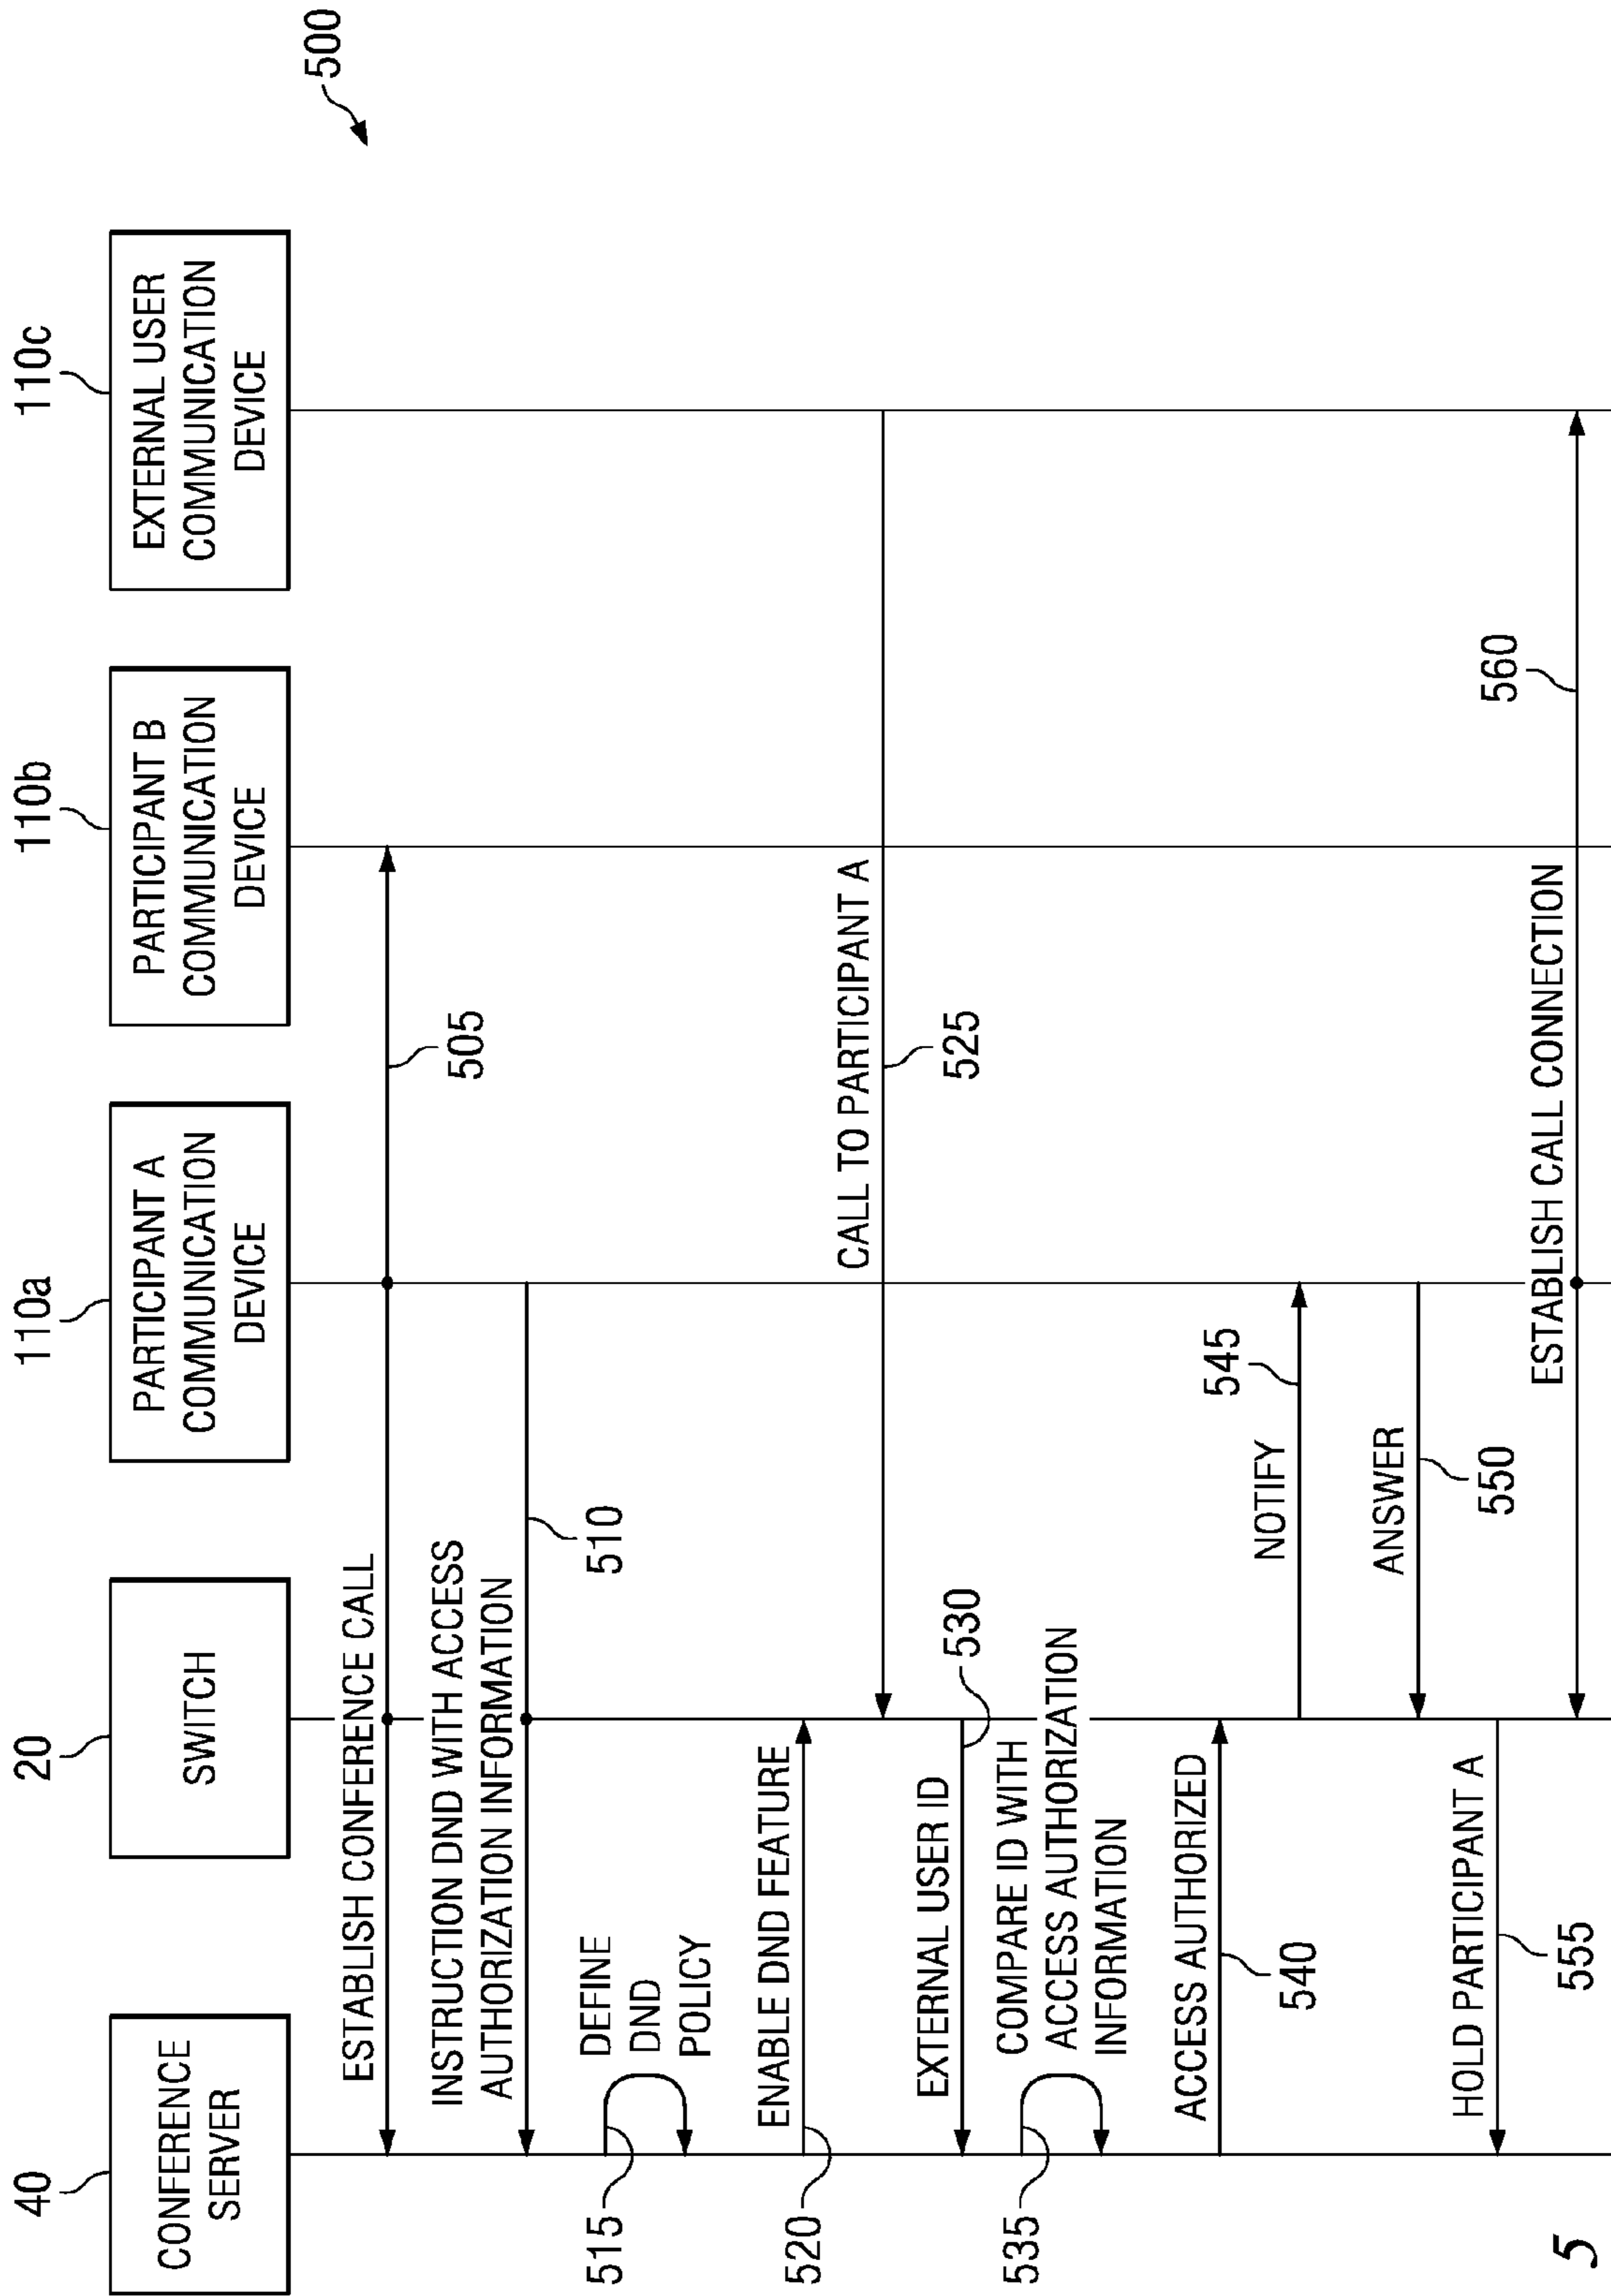 40
20
110a
110b
110c
CONFERENCE
SERVER
SWITCH
PARTICIPANT A
COMMUNICATION
DEVICE
PARTICIPANT B
COMMUNICATION
DEVICE
EXTERNAL USER
COMMUNICATION
DEVICE
500
ESTABLISH CONFERENCE CALL
505
INSTRUCTION DND WITH ACCESS
AUTHORIZATION INFORMATION
510
DEFINE
DND
POLICY
515
ENABLE DND FEATURE
520
CALL TO PARTICIPANT A
525
EXTERNAL USER ID
530
COMPARE ID WITH
ACCESS AUTHORIZATION
INFORMATION
535
ACCESS AUTHORIZED
540
545
NOTIFY
ANSWER
550
HOLD PARTICIPANT A
555
560
ESTABLISH CALL CONNECTION
5